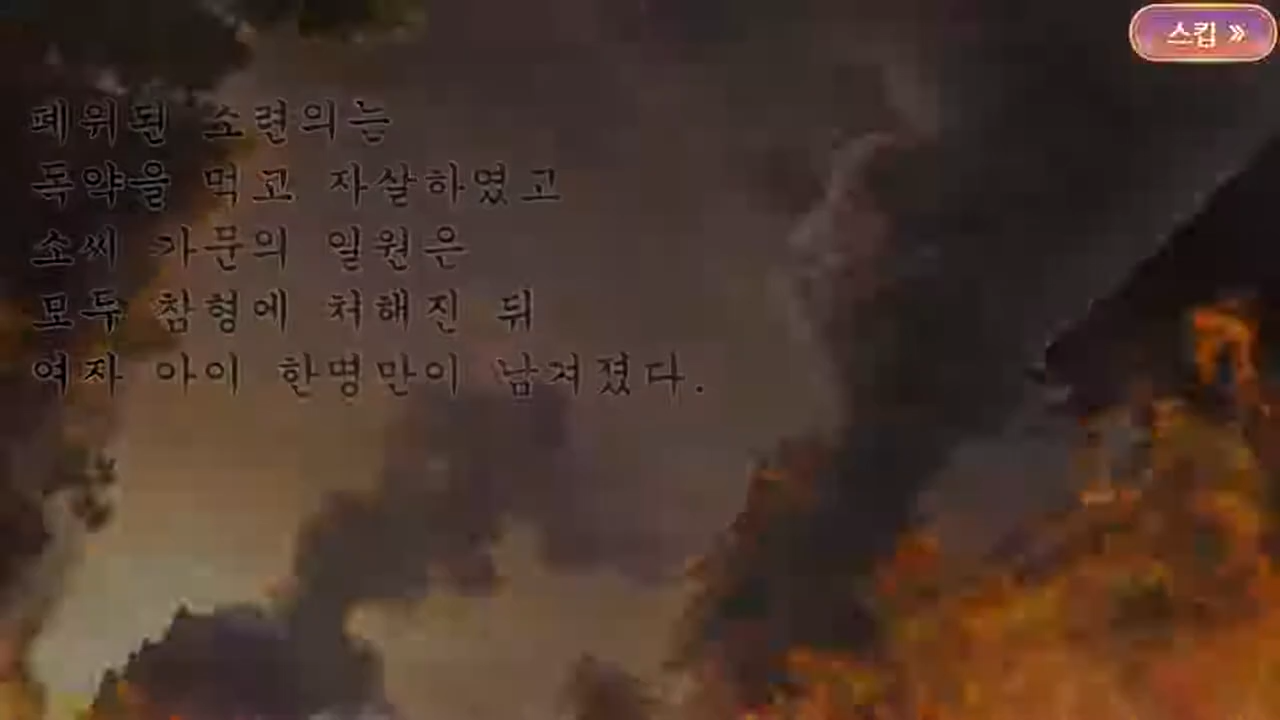 스킵 »
폐위된 소련의는
독약을 먹고 자살하였고
소씨 가문의 일원은
모두 참형에 처해진 뒤
여자 아이 한명만이 남겨졌다.